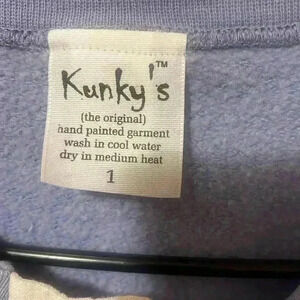 Kunky's™
(the original)
hand painted garment
wash in cool water
dry in medium heat
1